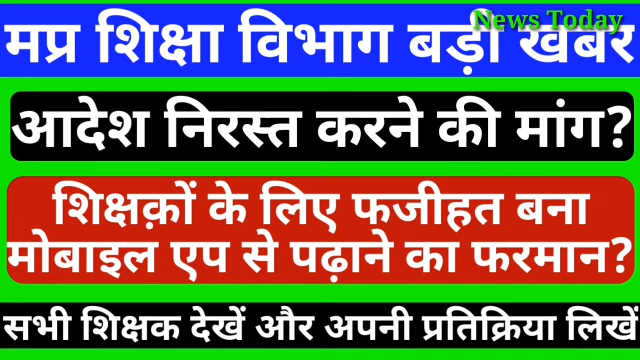 News Today
मप्र शिक्षा विभाग बड़ी खबर
आदेश निरस्त करने की मांग?
शिक्षक़ों के लिए फजीहत बना
मोबाइल एप से पढ़ाने का फरमान?
सभी शिक्षक देखें और अपनी प्रतिक्रिया लिखें